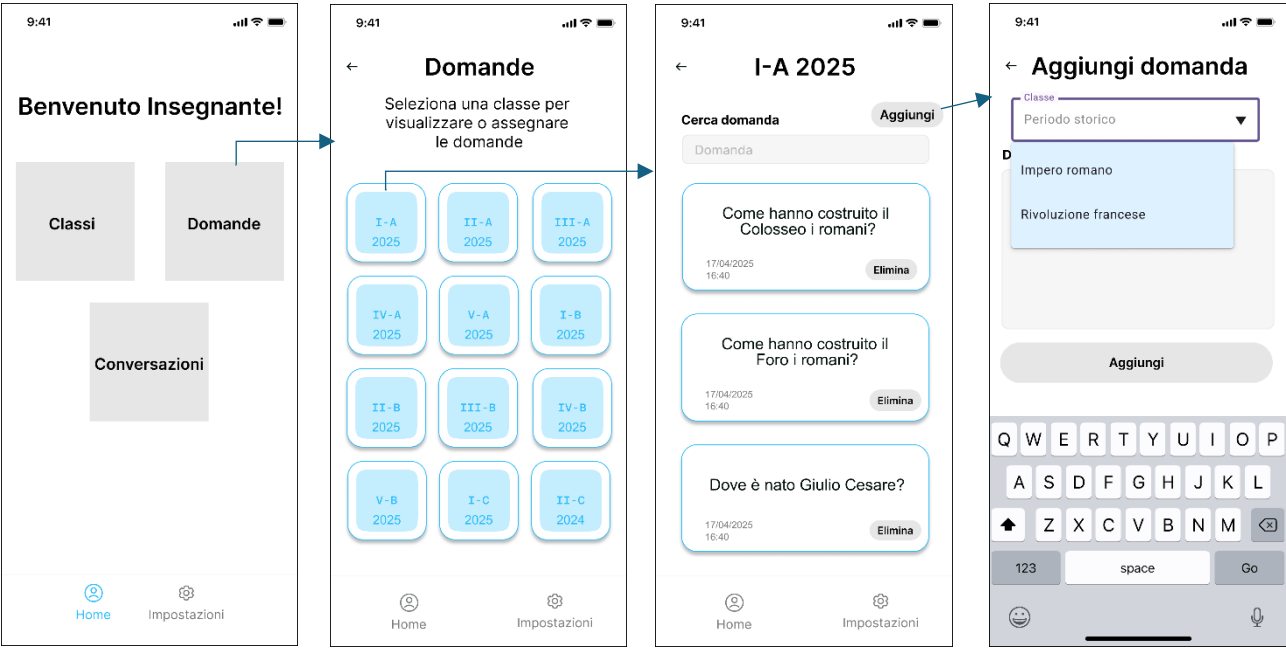 9:41
Benvenuto Insegnante!
Classi
Domande
Conversazioni
Home
Impostazioni
9:41
←
Domande
Seleziona una classe per
visualizzare o assegnare
le domande
I-A
2025
II-A
2025
III-A
2025
IV-A
2025
V-A
2025
I-B
2025
II-B
2025
III-B
2025
IV-B
2025
V-B
2025
I-C
2025
II-C
2024
Home
Impostazioni
9:41
←
I-A 2025
Aggiungi
Cerca domanda
Domanda
Come hanno costruito il
Colosseo i romani?
17/04/2025
16:40
Elimina
Come hanno costruito il
Foro i romani?
17/04/2025
16:40
Elimina
Dove è nato Giulio Cesare?
17/04/2025
16:40
Elimina
Home
Impostazioni
9:41
←
Aggiungi domanda
Classe
Periodo storico
D
Impero romano
Rivoluzione francese
Aggiungi
Q W E R T Y U I O P
A S D F G H J K L
Z X C V B N M
123 space Go